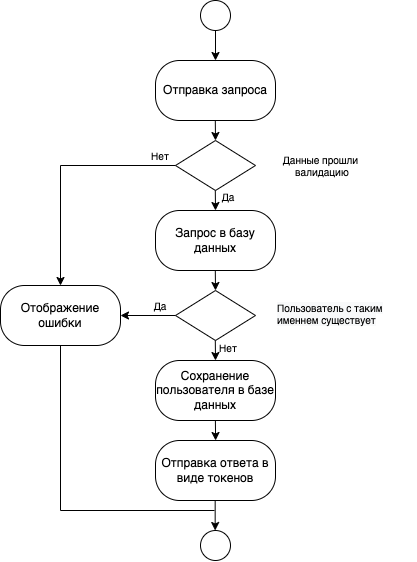 Отправка запроса
Нет
Данные прошли
валидацию
Да
Запрос в базу
данных
Отображение
ошибки
Да
Пользователь с таким
именнем существует
Нет
Сохранение
пользователя в базе
данных
Отправка ответа в
виде токенов